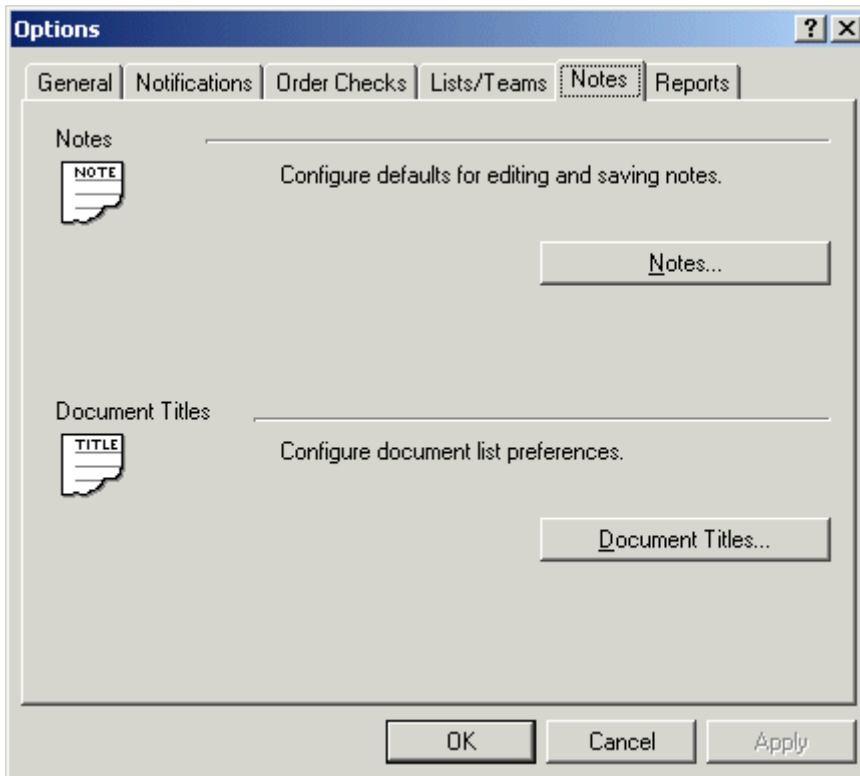 Options
General Notifications Order Checks Lists/Teams Notes Reports
Notes
NOTE
Configure defaults for editing and saving notes.
Notes...
Document Titles
TITLE
Configure document list preferences.
Document Titles...
OK Cancel Apply